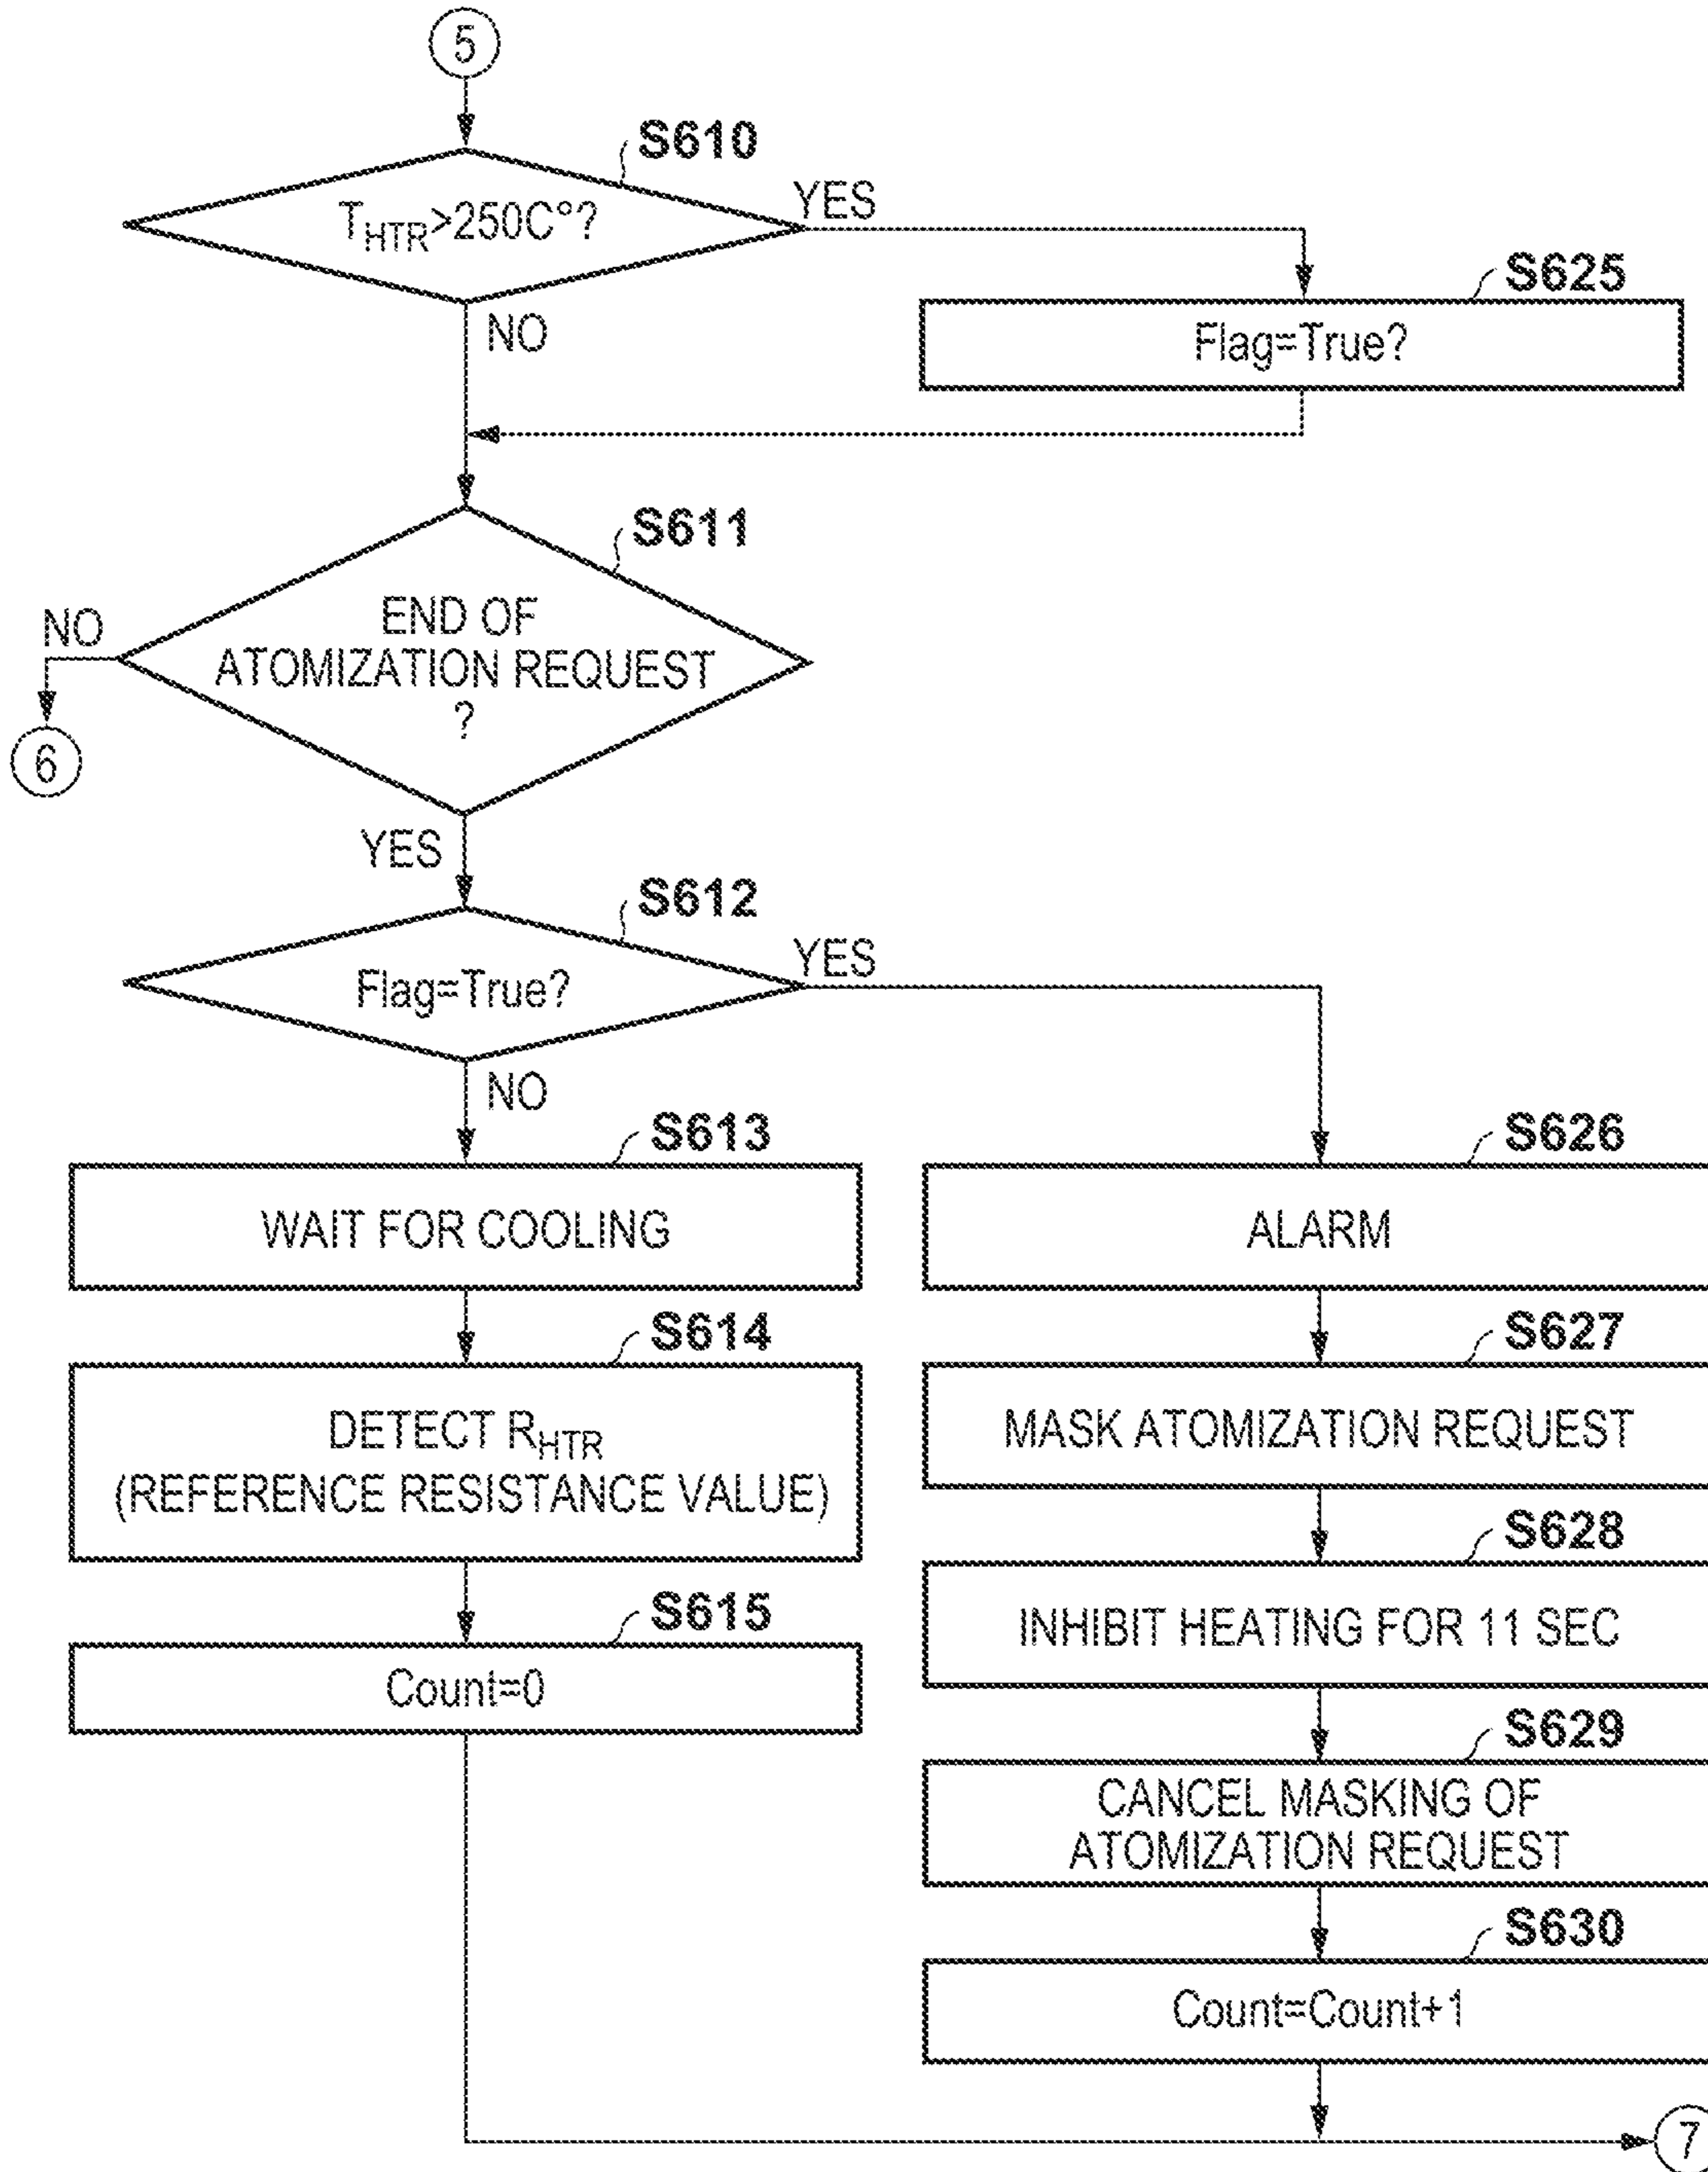 5
S610
T_HTR>250C°?
YES
NO
S625
Flag=True?
S611
END OF
ATOMIZATION REQUEST
?
NO
6
YES
S612
Flag=True?
YES
NO
S613
WAIT FOR COOLING
S614
DETECT R_HTR
(REFERENCE RESISTANCE VALUE)
S615
Count=0
S626
ALARM
S627
MASK ATOMIZATION REQUEST
S628
INHIBIT HEATING FOR 11 SEC
S629
CANCEL MASKING OF
ATOMIZATION REQUEST
S630
Count=Count+1
7